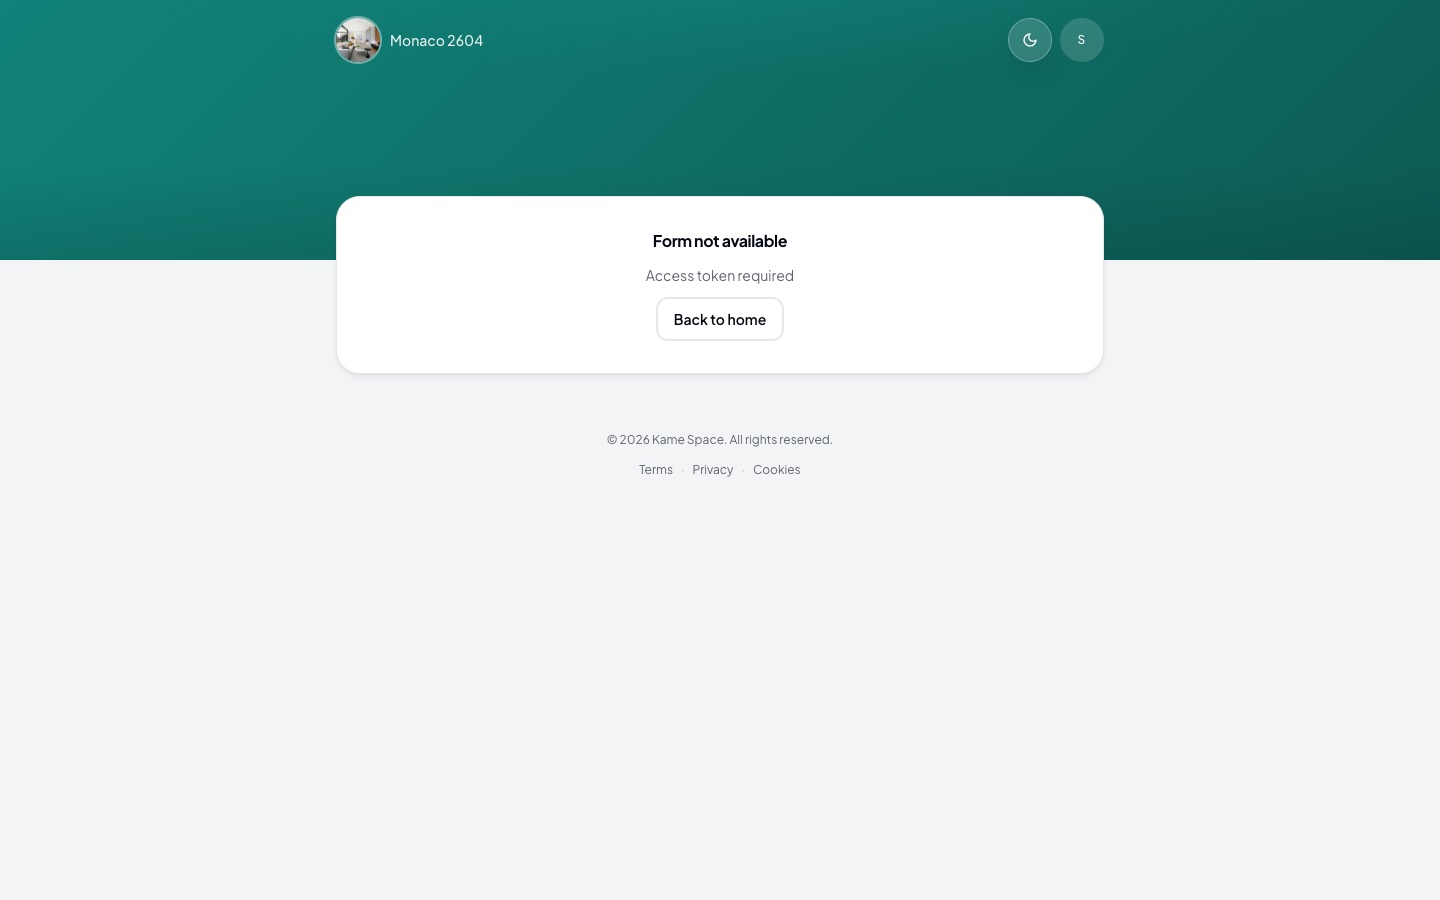 Monaco 2604
S
Form not available
Access token required
Back to home
© 2026 Kame Space. All rights reserved.
Terms · Privacy · Cookies